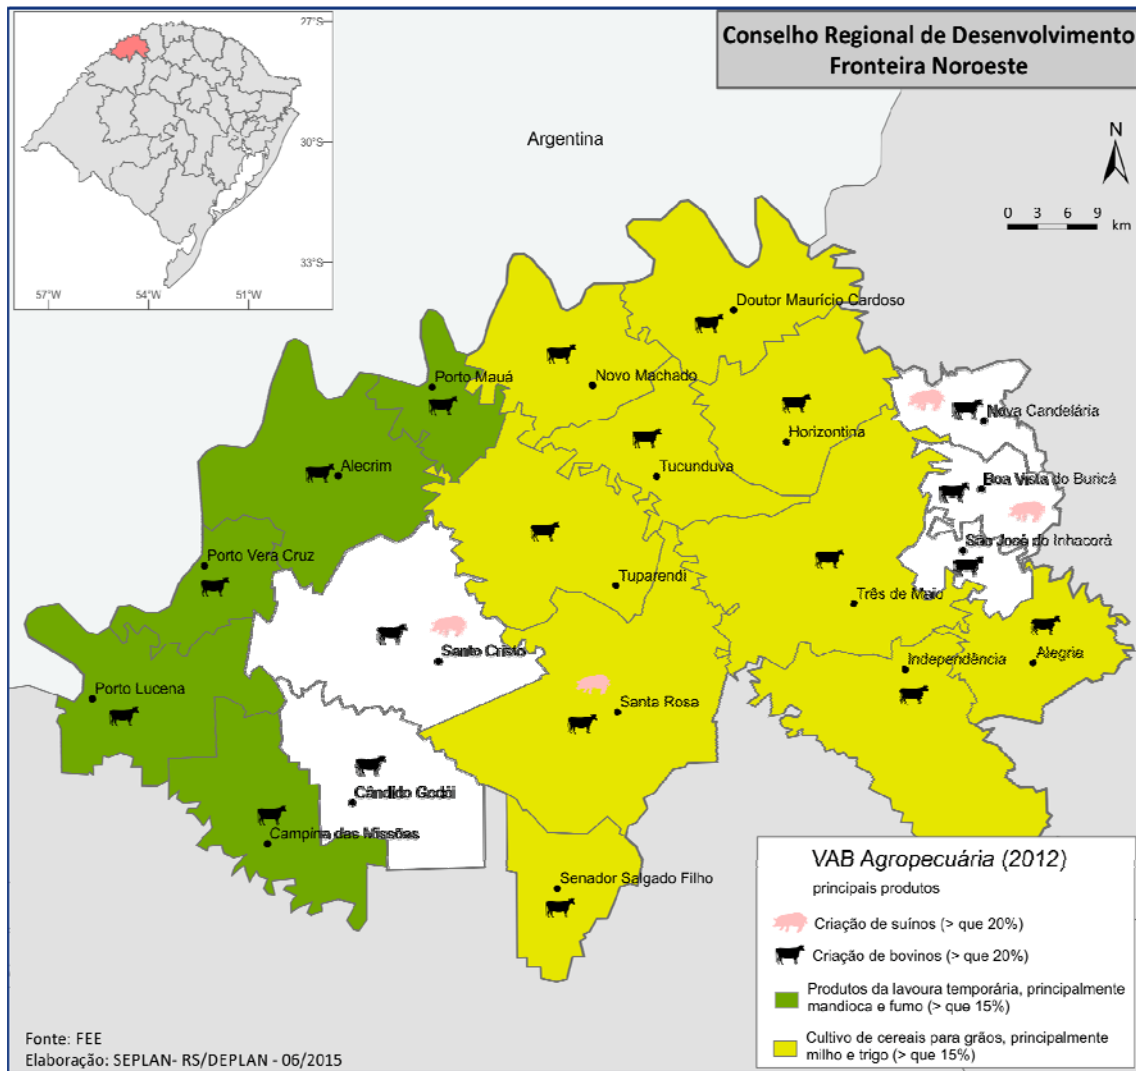 Conselho Regional de Desenvolvimento
Fronteira Noroeste
27°S
30°S
33°S
57°W
54°W
51°W
Argentina
N
0 3 6 9
km
Doutor Maurício Cardoso
Porto Mauá
Novo Machado
Nova Candelária
Horizontina
Alecrim
Tucunduva
Boa Vista do Buricá
São José do Inhacorá
Porto Vera Cruz
Tuparendi
Três de Maio
Santo Cristo
Independência
Alegria
Porto Lucena
Santa Rosa
Cândido Godói
Campina das Missões
Senador Salgado Filho
VAB Agropecuária (2012)
principais produtos
Criação de suínos (> que 20%)
Criação de bovinos (> que 20%)
Produtos da lavoura temporária, principalmente
mandioca e fumo (> que 15%)
Cultivo de cereais para grãos, principalmente
milho e trigo (> que 15%)
Fonte: FEE
Elaboração: SEPLAN- RS/DEPLAN - 06/2015